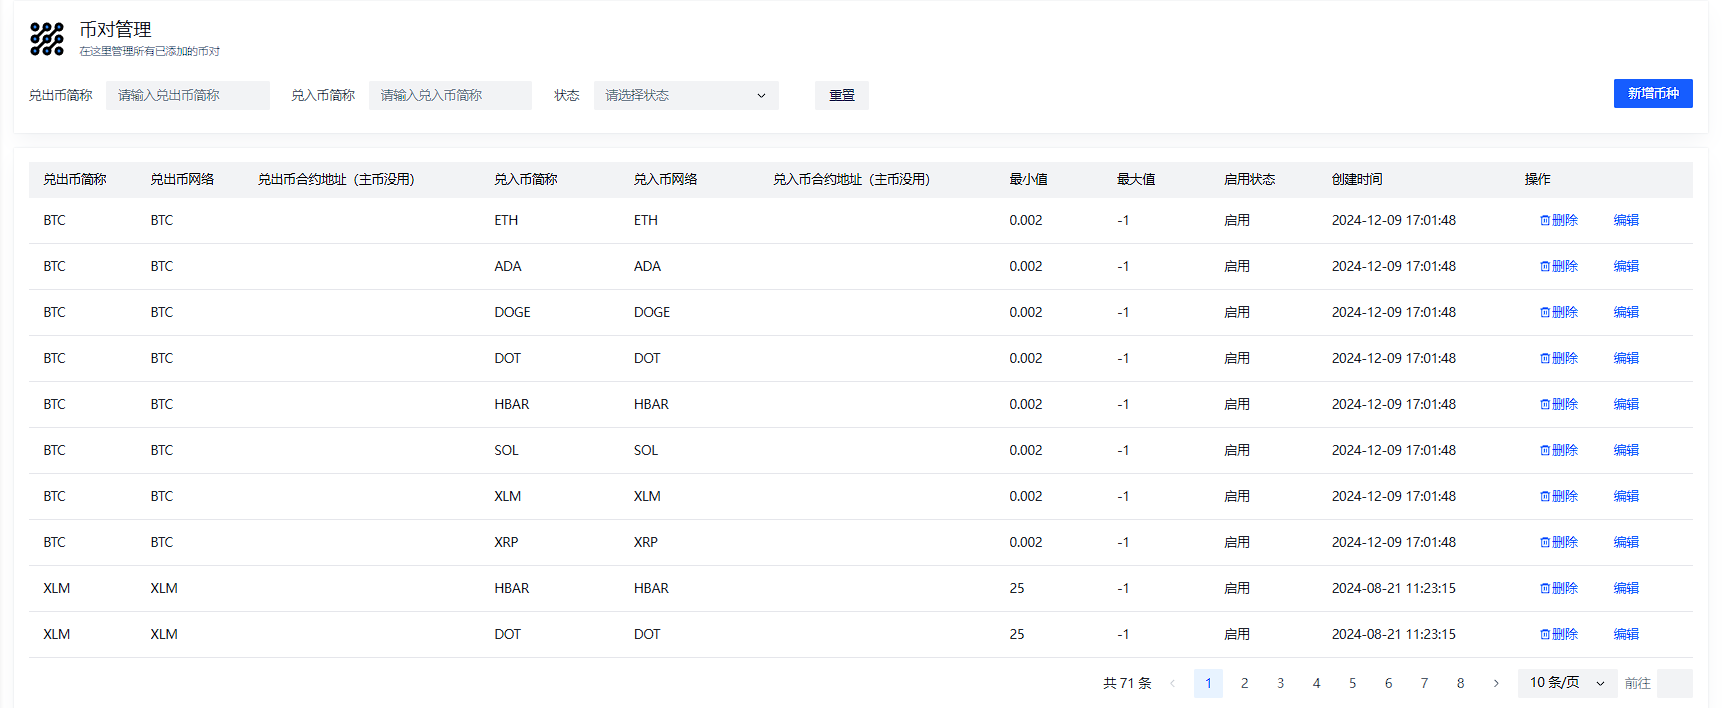 币对管理
在这里管理所有已添加的币对
兑出币简称 请输入兑出币简称 兑入币简称 请输入兑入币简称 状态 请选择状态 重置 新增币种
兑出币简称 兑出币网络 兑出币合约地址（主币没用） 兑入币简称 兑入币网络 兑入币合约地址（主币没用） 最小值 最大值 启用状态 创建时间 操作
BTC BTC ETH ETH 0.002 -1 启用 2024-12-09 17:01:48 删除 编辑
BTC BTC ADA ADA 0.002 -1 启用 2024-12-09 17:01:48 删除 编辑
BTC BTC DOGE DOGE 0.002 -1 启用 2024-12-09 17:01:48 删除 编辑
BTC BTC DOT DOT 0.002 -1 启用 2024-12-09 17:01:48 删除 编辑
BTC BTC HBAR HBAR 0.002 -1 启用 2024-12-09 17:01:48 删除 编辑
BTC BTC SOL SOL 0.002 -1 启用 2024-12-09 17:01:48 删除 编辑
BTC BTC XLM XLM 0.002 -1 启用 2024-12-09 17:01:48 删除 编辑
BTC BTC XRP XRP 0.002 -1 启用 2024-12-09 17:01:48 删除 编辑
XLM XLM HBAR HBAR 25 -1 启用 2024-08-21 11:23:15 删除 编辑
XLM XLM DOT DOT 25 -1 启用 2024-08-21 11:23:15 删除 编辑
共 71 条 1 2 3 4 5 6 7 8 10 条/页 前往